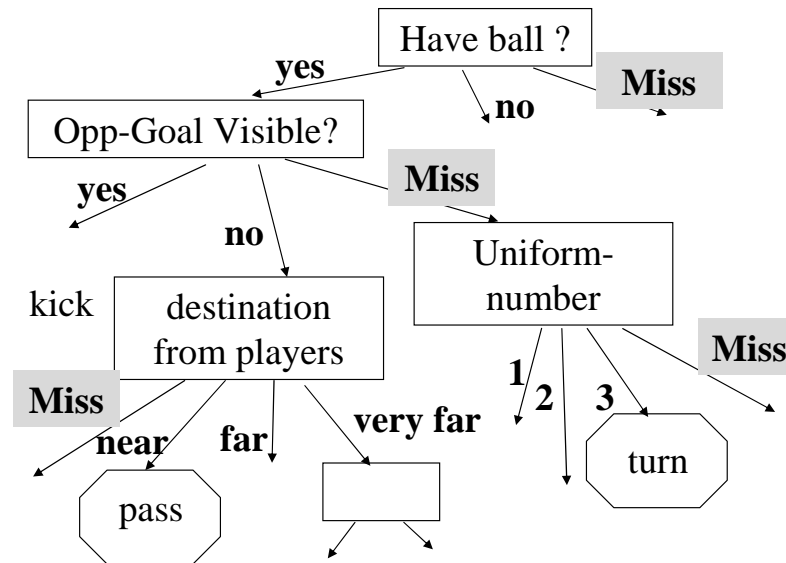 Have ball ?
yes
Miss
no
Opp-Goal Visible?
yes
Miss
no
Uniform-
number
kick
destination
from players
Miss
1
2
3
Miss
near
far
very far
pass
turn